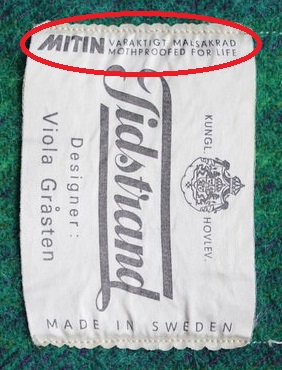 MITIN VARAKTIGT MALSÄKRAD
MOTHPROOFED FOR LIFE
Tidstrand
KUNGL. HOVLEV.
Designer:
Viola Gråsten
MADE IN SWEDEN